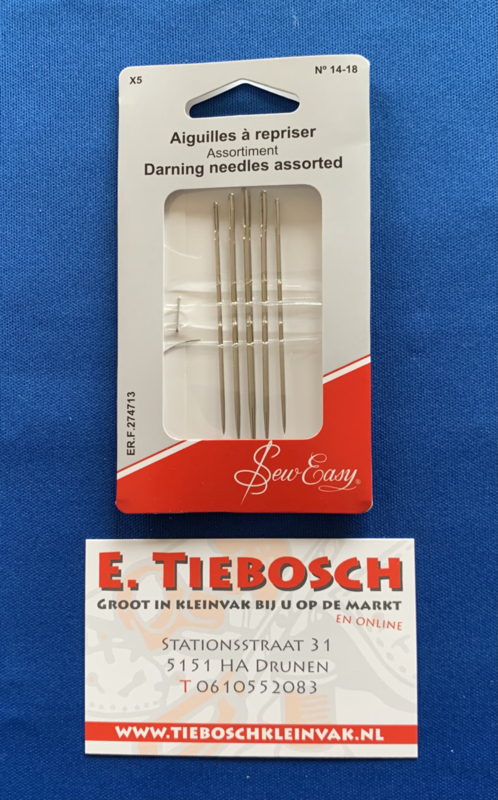 X5
Nº 14-18
Aiguilles à repriser
Assortiment
Darning needles assorted
ER.F.274713
Sew Easy®
E. TIEBOSCH
GROOT IN KLEINVAK BIJ U OP DE MARKT
EN ONLINE
STATIONSSTRAAT 31
5151 HA DRUNEN
T 0610552083
WWW.TIEBOSCHKLEINVAK.NL